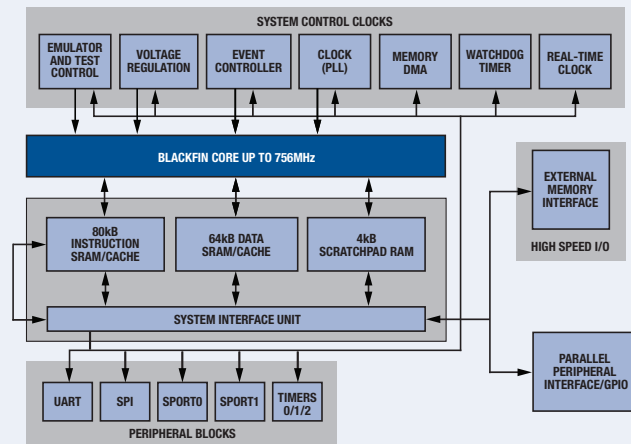 SYSTEM CONTROL CLOCKS
EMULATOR
AND TEST
CONTROL
VOLTAGE
REGULATION
EVENT
CONTROLLER
CLOCK
(PLL)
MEMORY
DMA
WATCHDOG
TIMER
REAL-TIME
CLOCK
BLACKFIN CORE UP TO 756MHz
EXTERNAL
MEMORY
INTERFACE
HIGH SPEED I/O
80kB
INSTRUCTION
SRAM/CACHE
64kB DATA
SRAM/CACHE
4kB
SCRATCHPAD RAM
SYSTEM INTERFACE UNIT
PARALLEL
PERIPHERAL
INTERFACE/GPIO
UART
SPI
SPORT0
SPORT1
TIMERS
0/1/2
PERIPHERAL BLOCKS